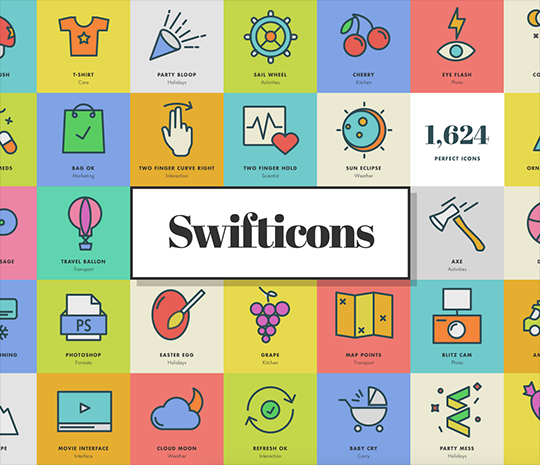 USH
T-SHIRT
Care
PARTY BLOOP
Holidays
SAIL WHEEL
Activities
CHERRY
Kitchen
EYE FLASH
Photo
CO
MEDS
BAG OK
Marketing
TWO FINGER CURVE RIGHT
Interaction
TWO FINGER HOLD
Scientist
SUN ECLIPSE
Weather
1,624
PERFECT ICONS
ORN
SAGE
TRAVEL BALLON
Transport
Swifticons
AXE
Activities
D
ONING
PS
PHOTOSHOP
Formats
EASTER EGG
Holidays
GRAPE
Kitchen
MAP POINTS
Transport
BLITZ CAM
Photo
PE
MOVIE INTERFACE
Interface
CLOUD MOON
Weather
REFRESH OK
Interaction
BABY CRY
Carry
PARTY MESS
Holidays